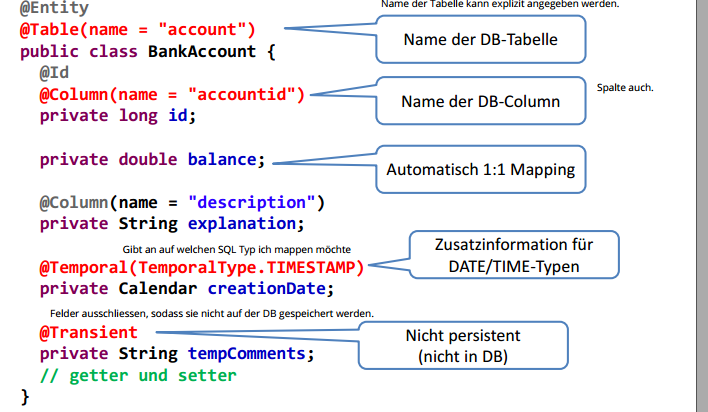 @Entity
Name der Tabelle kann explizit angegeben werden.
@Table(name = "account")
Name der DB-Tabelle
public class BankAccount {
@Id
@Column(name = "accountid")
Name der DB-Column
Spalte auch.
private long id;
private double balance;
Automatisch 1:1 Mapping
@Column(name = "description")
private String explanation;
Gibt an auf welchen SQL Typ ich mappen möchte
Zusatzinformation für
DATE/TIME-Typen
@Temporal(TemporalType.TIMESTAMP)
private Calendar creationDate;
Felder ausschliessen, sodass sie nicht auf der DB gespeichert werden.
@Transient
Nicht persistent
(nicht in DB)
private String tempComments;
// getter und setter
}